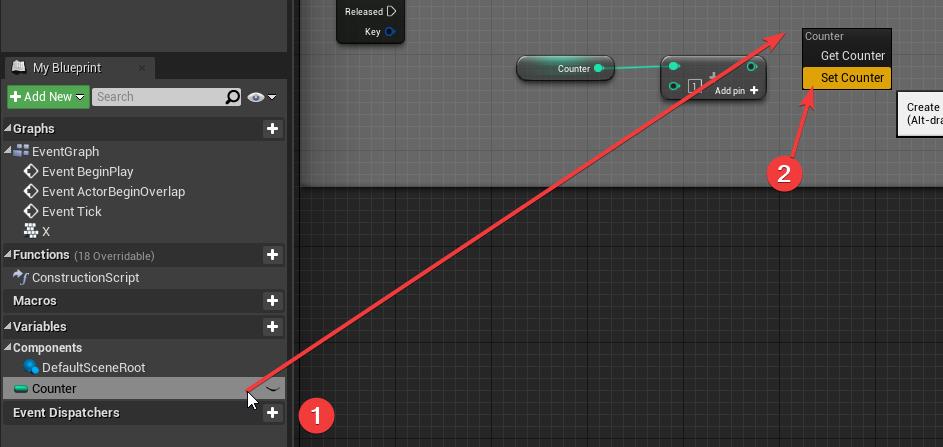 Released
Key
My Blueprint
Add New
Search
Graphs
EventGraph
Event BeginPlay
Event ActorBeginOverlap
Event Tick
X
Functions (18 Overridable)
ConstructionScript
Macros
Variables
Components
DefaultSceneRoot
Counter
Event Dispatchers
1
Counter
1
Add pin
Counter
Get Counter
Set Counter
Create
(Alt-dra
2